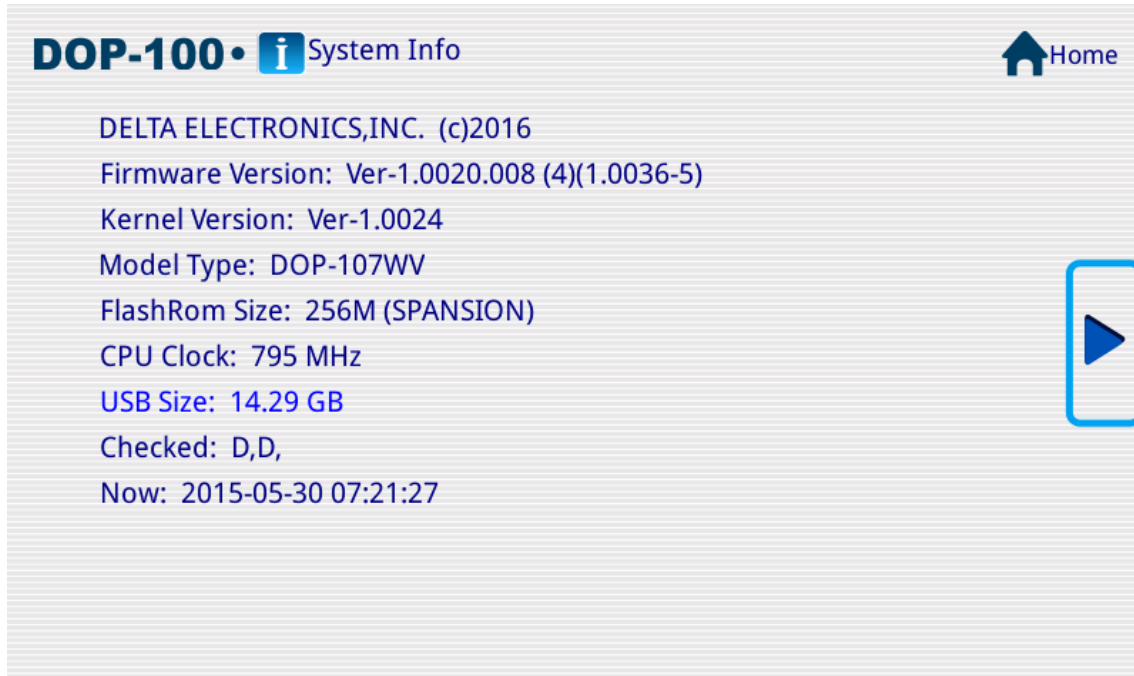 DOP-100• i System Info
Home
DELTA ELECTRONICS,INC. (c)2016
Firmware Version: Ver-1.0020.008 (4)(1.0036-5)
Kernel Version: Ver-1.0024
Model Type: DOP-107WV
FlashRom Size: 256M (SPANSION)
CPU Clock: 795 MHz
USB Size: 14.29 GB
Checked: D,D,
Now: 2015-05-30 07:21:27